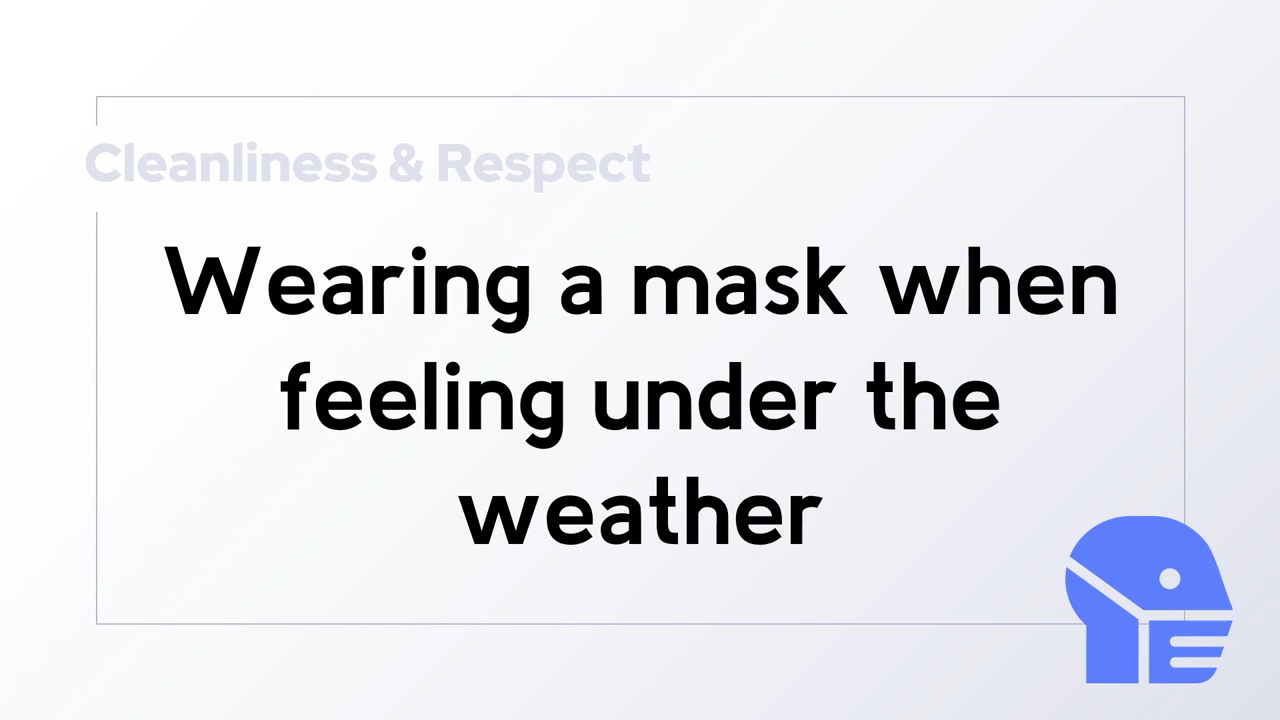 Cleanliness & Respect
Wearing a mask when
feeling under the
weather